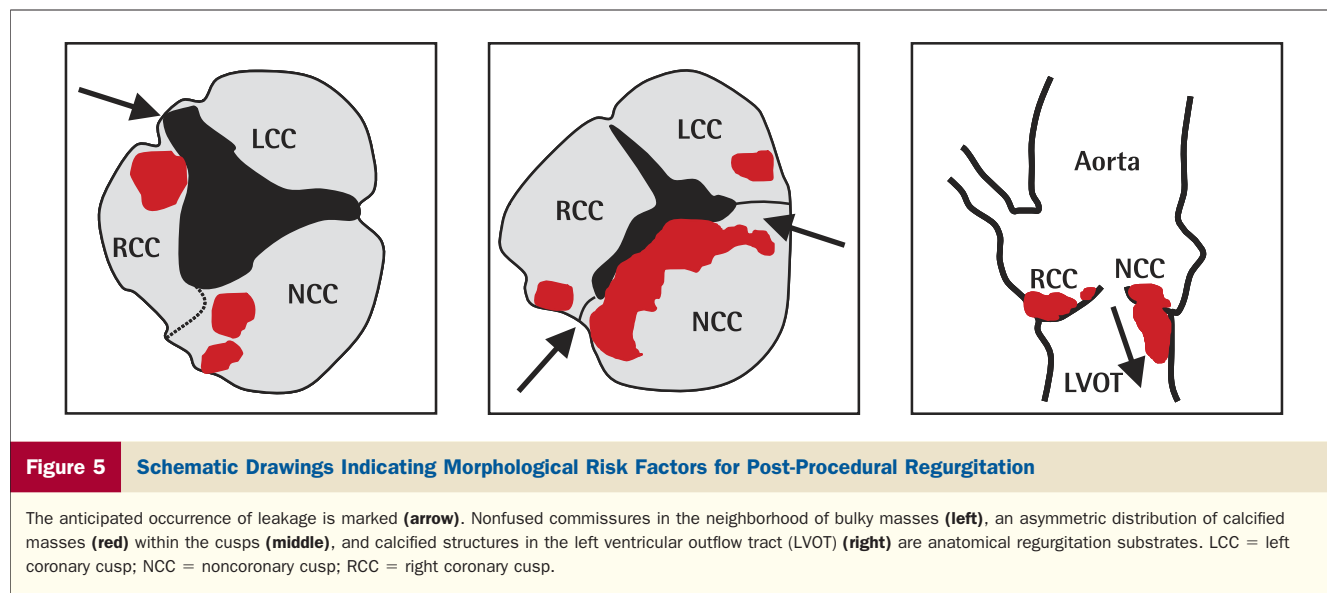 LCC
RCC
NCC
LCC
RCC
NCC
Aorta
RCC
NCC
LVOT
Figure 5
Schematic Drawings Indicating Morphological Risk Factors for Post-Procedural Regurgitation
The anticipated occurrence of leakage is marked (arrow). Nonfused commissures in the neighborhood of bulky masses (left), an asymmetric distribution of calcified
masses (red) within the cusps (middle), and calcified structures in the left ventricular outflow tract (LVOT) (right) are anatomical regurgitation substrates. LCC = left
coronary cusp; NCC = noncoronary cusp; RCC = right coronary cusp.